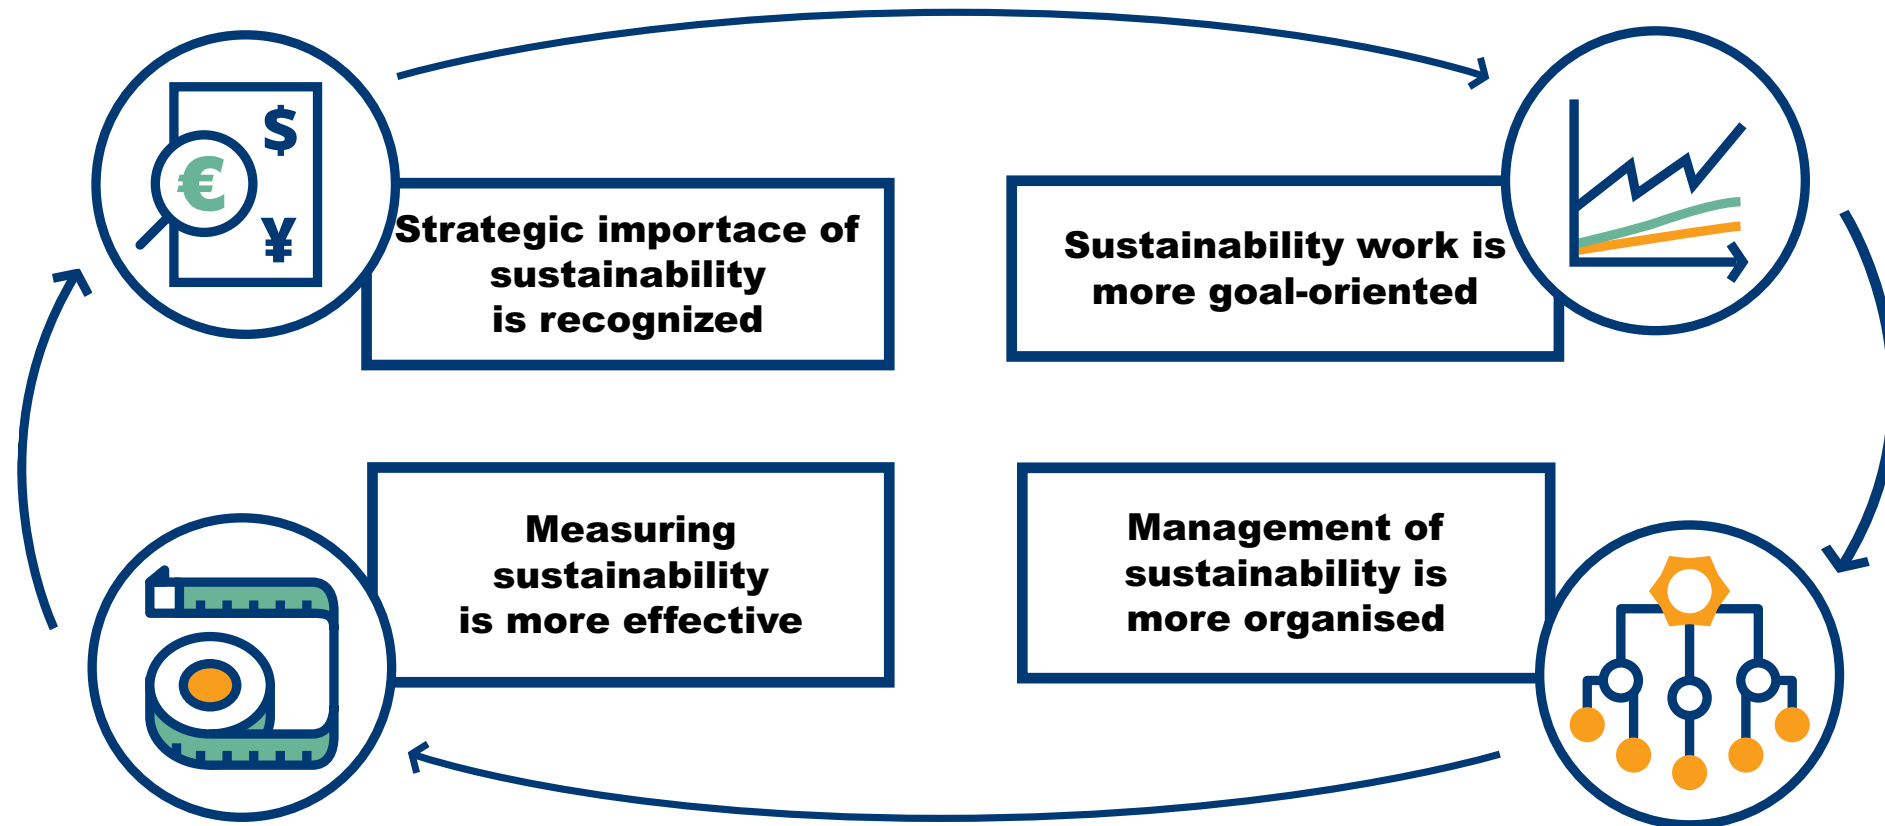 $
€
¥
Strategic importace of
sustainability
is recognized
Sustainability work is
more goal-oriented
Measuring
sustainability
is more effective
Management of
sustainability is
more organised